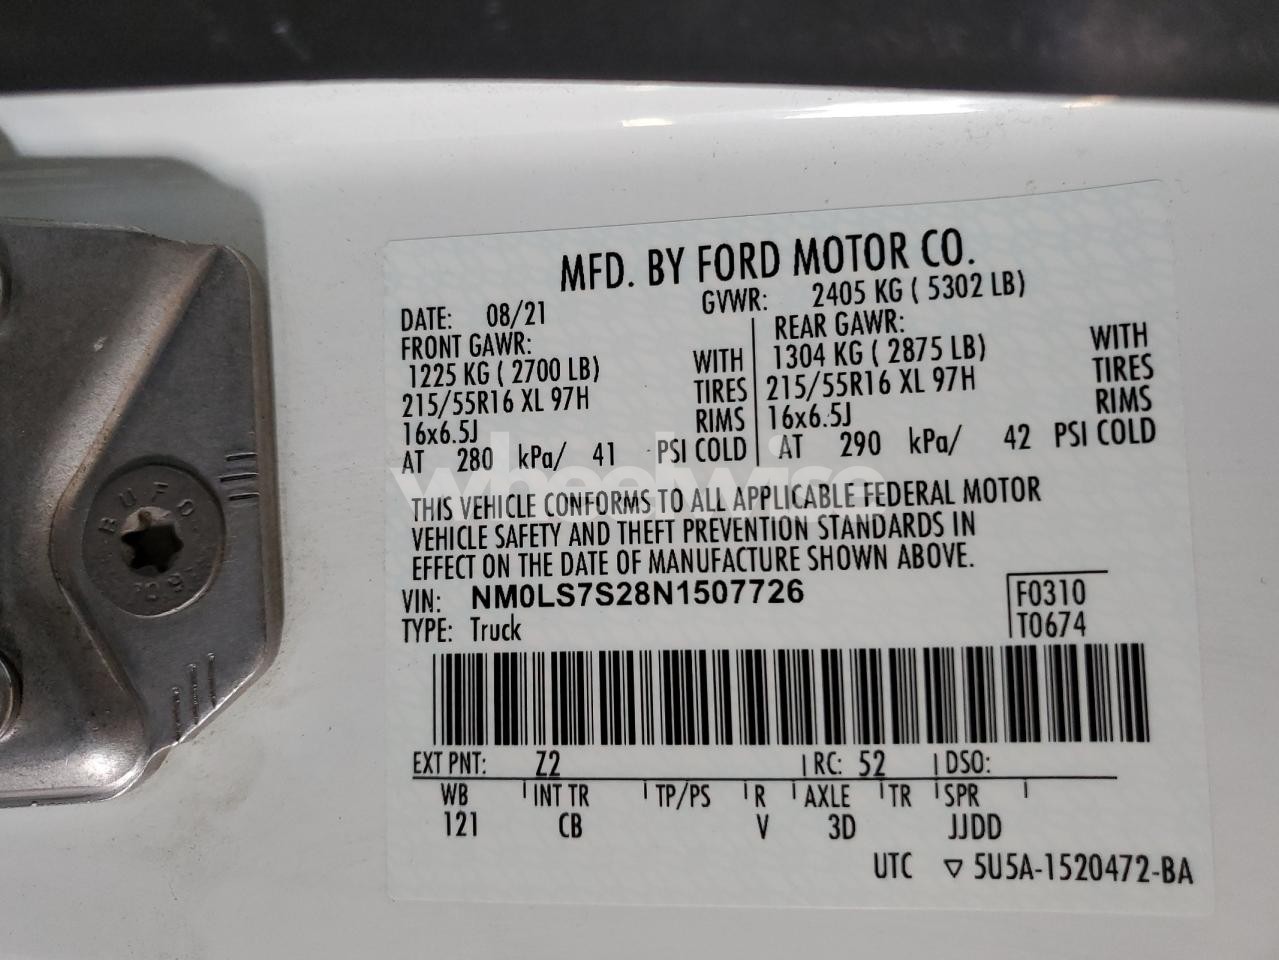 MFD. BY FORD MOTOR CO.
DATE: 08/21 GVWR: 2405 KG ( 5302 LB)
FRONT GAWR: REAR GAWR:
1225 KG ( 2700 LB) WITH 1304 KG ( 2875 LB) WITH
215/55R16 XL 97H TIRES 215/55R16 XL 97H TIRES
16x6.5J RIMS 16x6.5J RIMS
AT 280 kPa/ 41 PSI COLD AT 290 kPa/ 42 PSI COLD
wheelwise
THIS VEHICLE CONFORMS TO ALL APPLICABLE FEDERAL MOTOR
VEHICLE SAFETY AND THEFT PREVENTION STANDARDS IN
EFFECT ON THE DATE OF MANUFACTURE SHOWN ABOVE.
VIN: NM0LS7S28N1507726 F0310
TYPE: Truck T0674
EXT PNT: Z2 RC: 52 DSO:
WB INT TR TP/PS R AXLE TR SPR
121 CB V 3D JJDD
UTC ▽ 5U5A-1520472-BA
BUFO
10.9